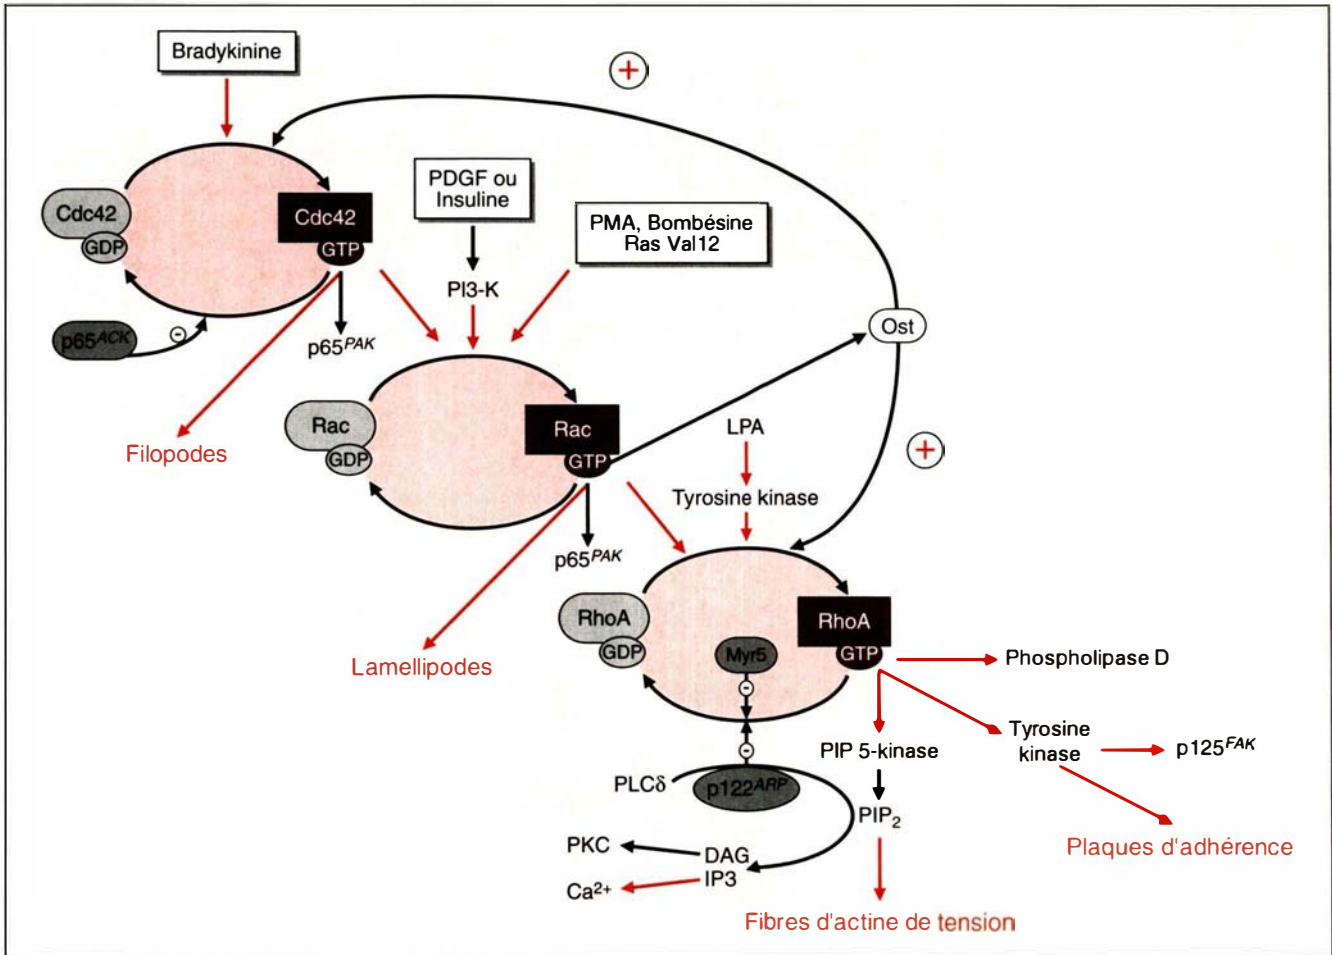 Bradykinine
+
PDGF ou
Insuline
Cdc42
GDP
Cdc42
GTP
PMA, Bombésine
Ras Val12
PI3-K
p65ACK
-
p65PAK
Ost
Filopodes
Rac
GDP
Rac
GTP
LPA
+
Tyrosine kinase
p65PAK
RhoA
GDP
Myr5
-
RhoA
GTP
Phospholipase D
Lamellipodes
-
PIP 5-kinase
Tyrosine
kinase
p125FAK
PLCδ
p122ARP
PIP2
PKC
DAG
IP3
Ca2+
Plaques d'adhérence
Fibres d'actine de tension